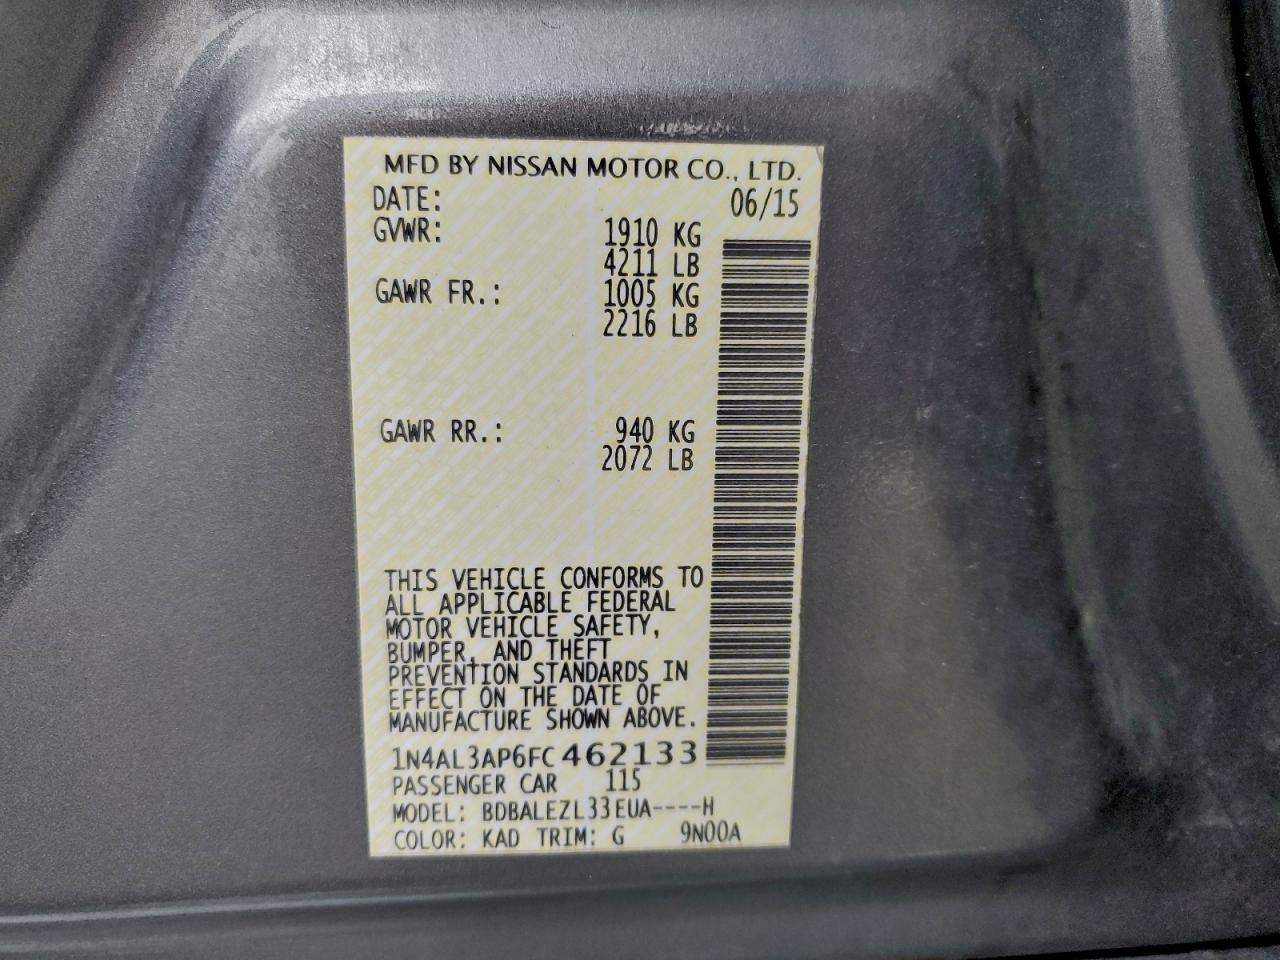 MFD BY NISSAN MOTOR CO., LTD.
DATE: 06/15
GVWR: 1910 KG
4211 LB
GAWR FR.: 1005 KG
2216 LB
GAWR RR.: 940 KG
2072 LB
THIS VEHICLE CONFORMS TO
ALL APPLICABLE FEDERAL
MOTOR VEHICLE SAFETY,
BUMPER, AND THEFT
PREVENTION STANDARDS IN
EFFECT ON THE DATE OF
MANUFACTURE SHOWN ABOVE.
1N4AL3AP6FC462133
PASSENGER CAR 115
MODEL: BDBALEZL33EUA----H
COLOR: KAD TRIM: G 9N00A